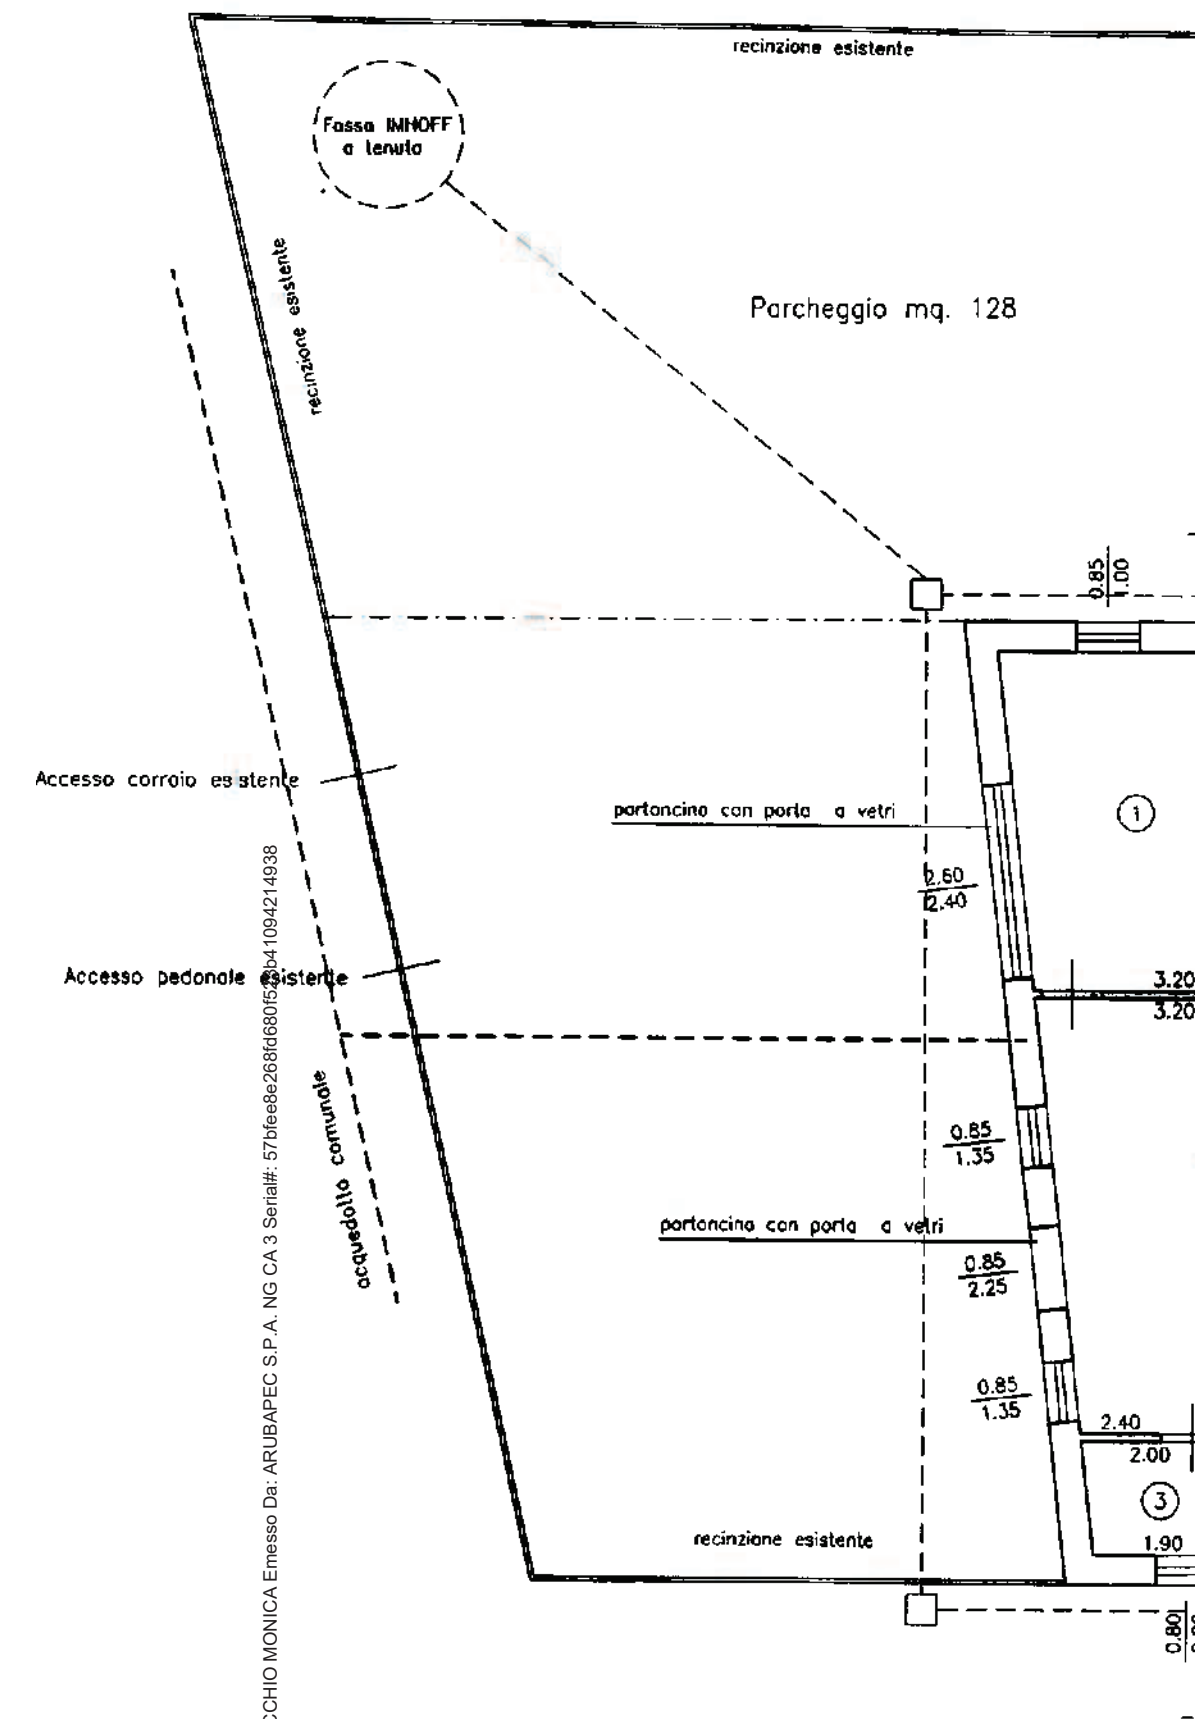 recinzione esistente
Fossa IMHOFF
a tenuta
recinzione esistente
Parcheggio mq. 128
0.85
1.00
Accesso carraio esistente
portoncino con porta a vetri
1
2.60
2.40
Accesso pedonale esistente
3.20
3.20
acquedotto comunale
0.85
1.35
portoncino con porta a vetri
0.85
2.25
0.85
1.35
2.40
2.00
3
1.90
recinzione esistente
0.80
CCHIO MONICA Emesso Da: ARUBAPEC S.P.A. NG CA 3 Serial#: 57bfee8e268fd680f523b41094214938